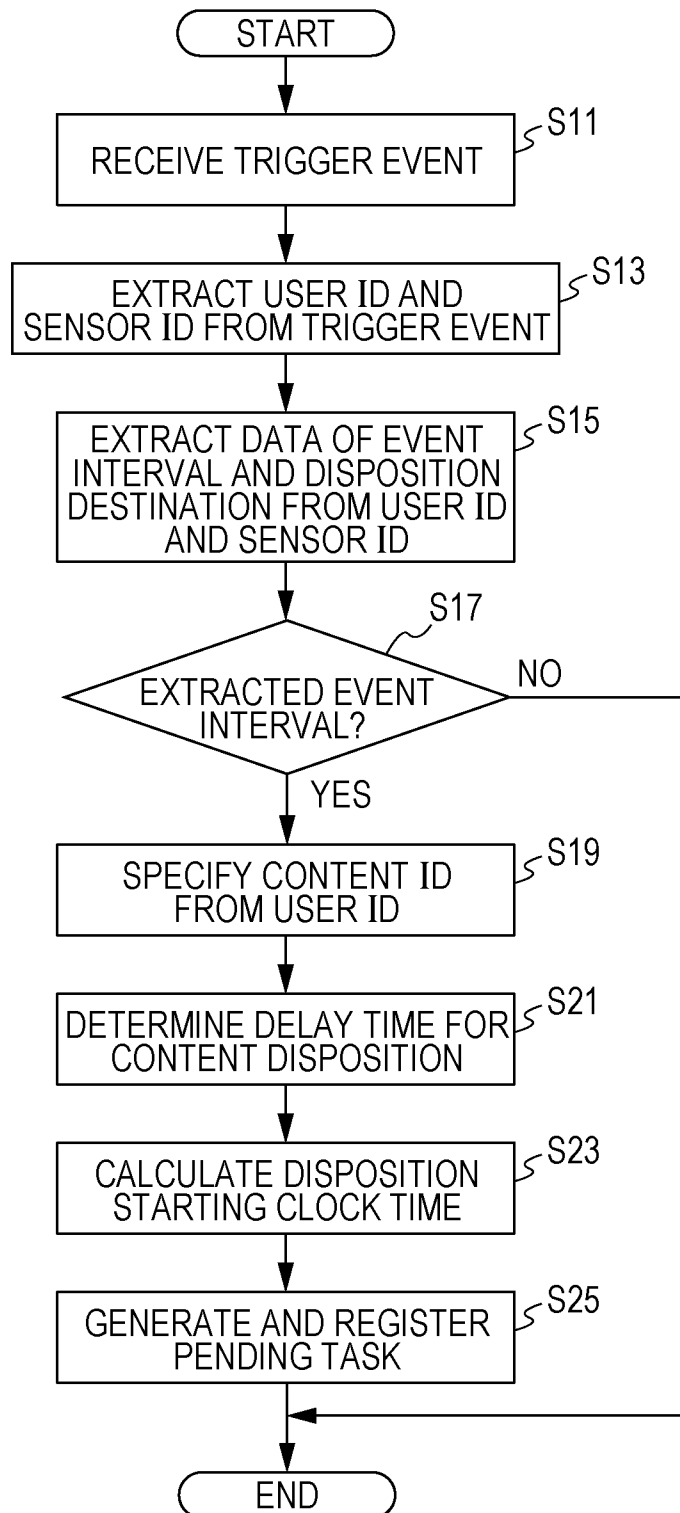 START
S11
RECEIVE TRIGGER EVENT
S13
EXTRACT USER ID AND
SENSOR ID FROM TRIGGER EVENT
S15
EXTRACT DATA OF EVENT
INTERVAL AND DISPOSITION
DESTINATION FROM USER ID
AND SENSOR ID
S17
EXTRACTED EVENT
INTERVAL?
NO
YES
S19
SPECIFY CONTENT ID
FROM USER ID
S21
DETERMINE DELAY TIME FOR
CONTENT DISPOSITION
S23
CALCULATE DISPOSITION
STARTING CLOCK TIME
S25
GENERATE AND REGISTER
PENDING TASK
END